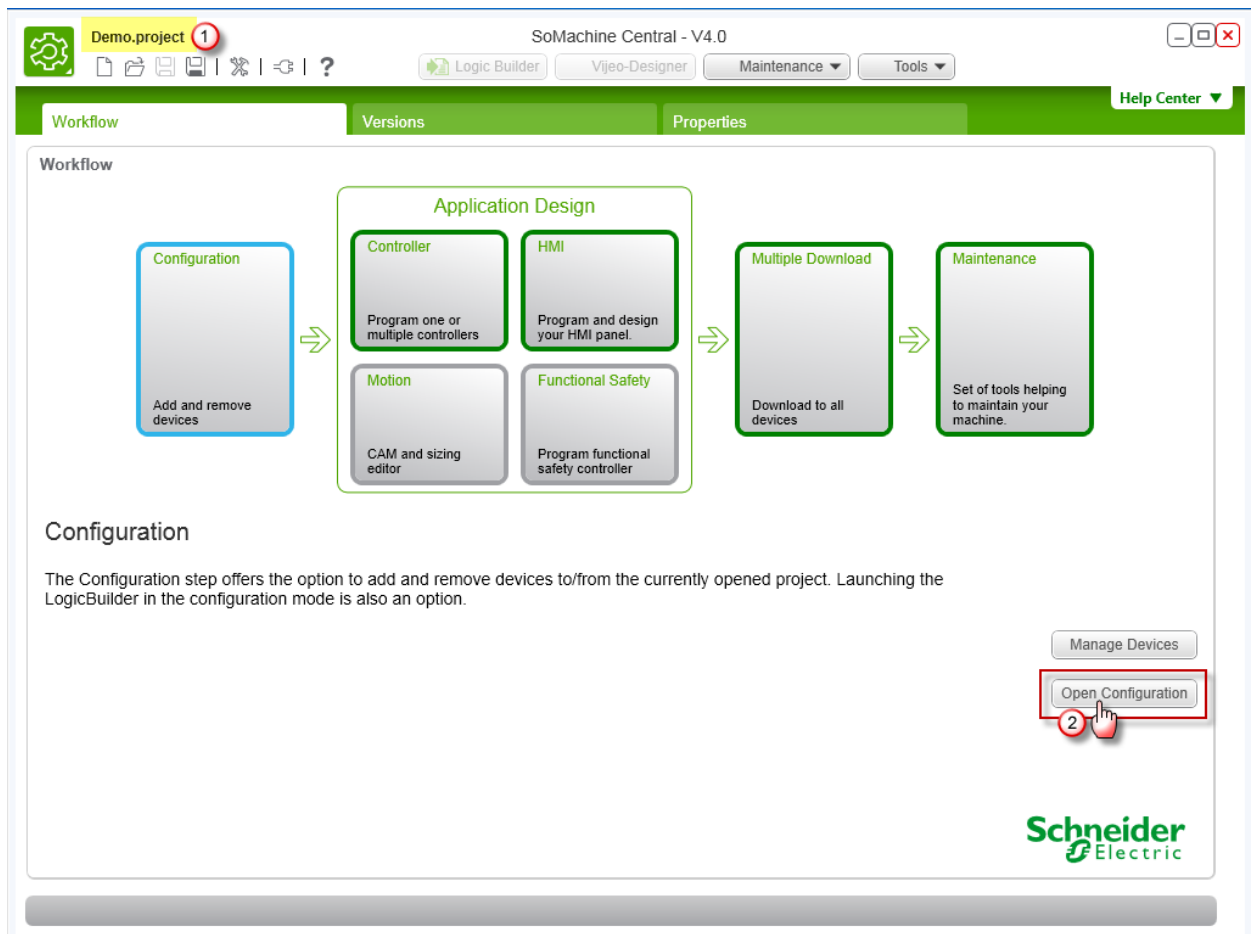 Demo.project 1
SoMachine Central - V4.0
?
Logic Builder
Vijeo-Designer
Maintenance
Tools
Help Center
Workflow
Versions
Properties
Workflow
Application Design
Configuration
Add and remove
devices
Controller
Program one or
multiple controllers
HMI
Program and design
your HMI panel.
Motion
CAM and sizing
editor
Functional Safety
Program functional
safety controller
Multiple Download
Download to all
devices
Maintenance
Set of tools helping
to maintain your
machine.
Configuration
The Configuration step offers the option to add and remove devices to/from the currently opened project. Launching the
LogicBuilder in the configuration mode is also an option.
Manage Devices
Open Configuration
2
Schneider
Electric